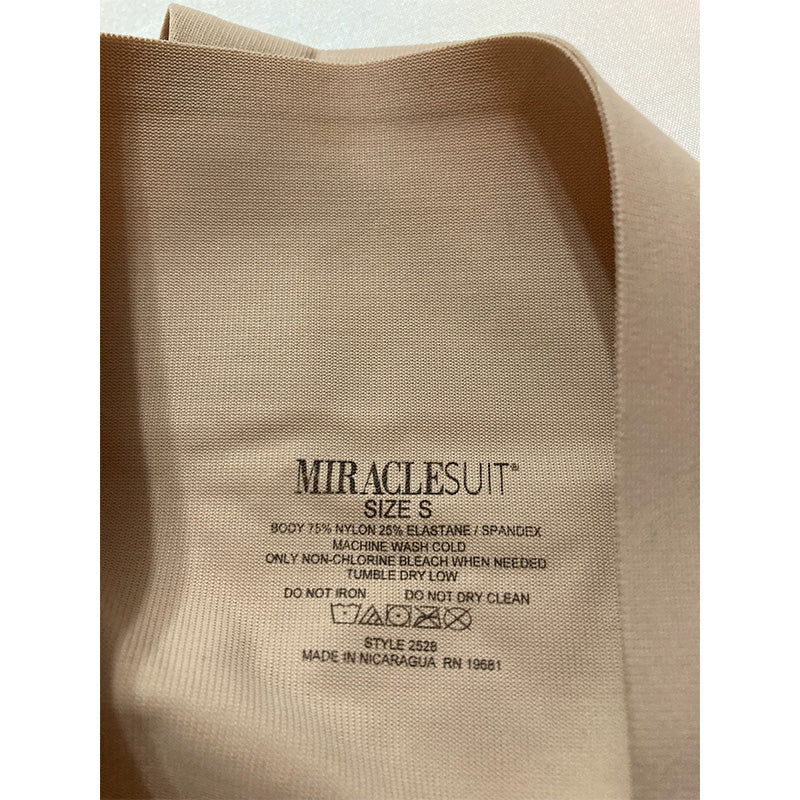 MIRACLESUIT®
SIZE S
BODY 75% NYLON 25% ELASTANE / SPANDEX
MACHINE WASH COLD
ONLY NON-CHLORINE BLEACH WHEN NEEDED
TUMBLE DRY LOW
DO NOT IRON DO NOT DRY CLEAN
STYLE 2528
MADE IN NICARAGUA RN 19681